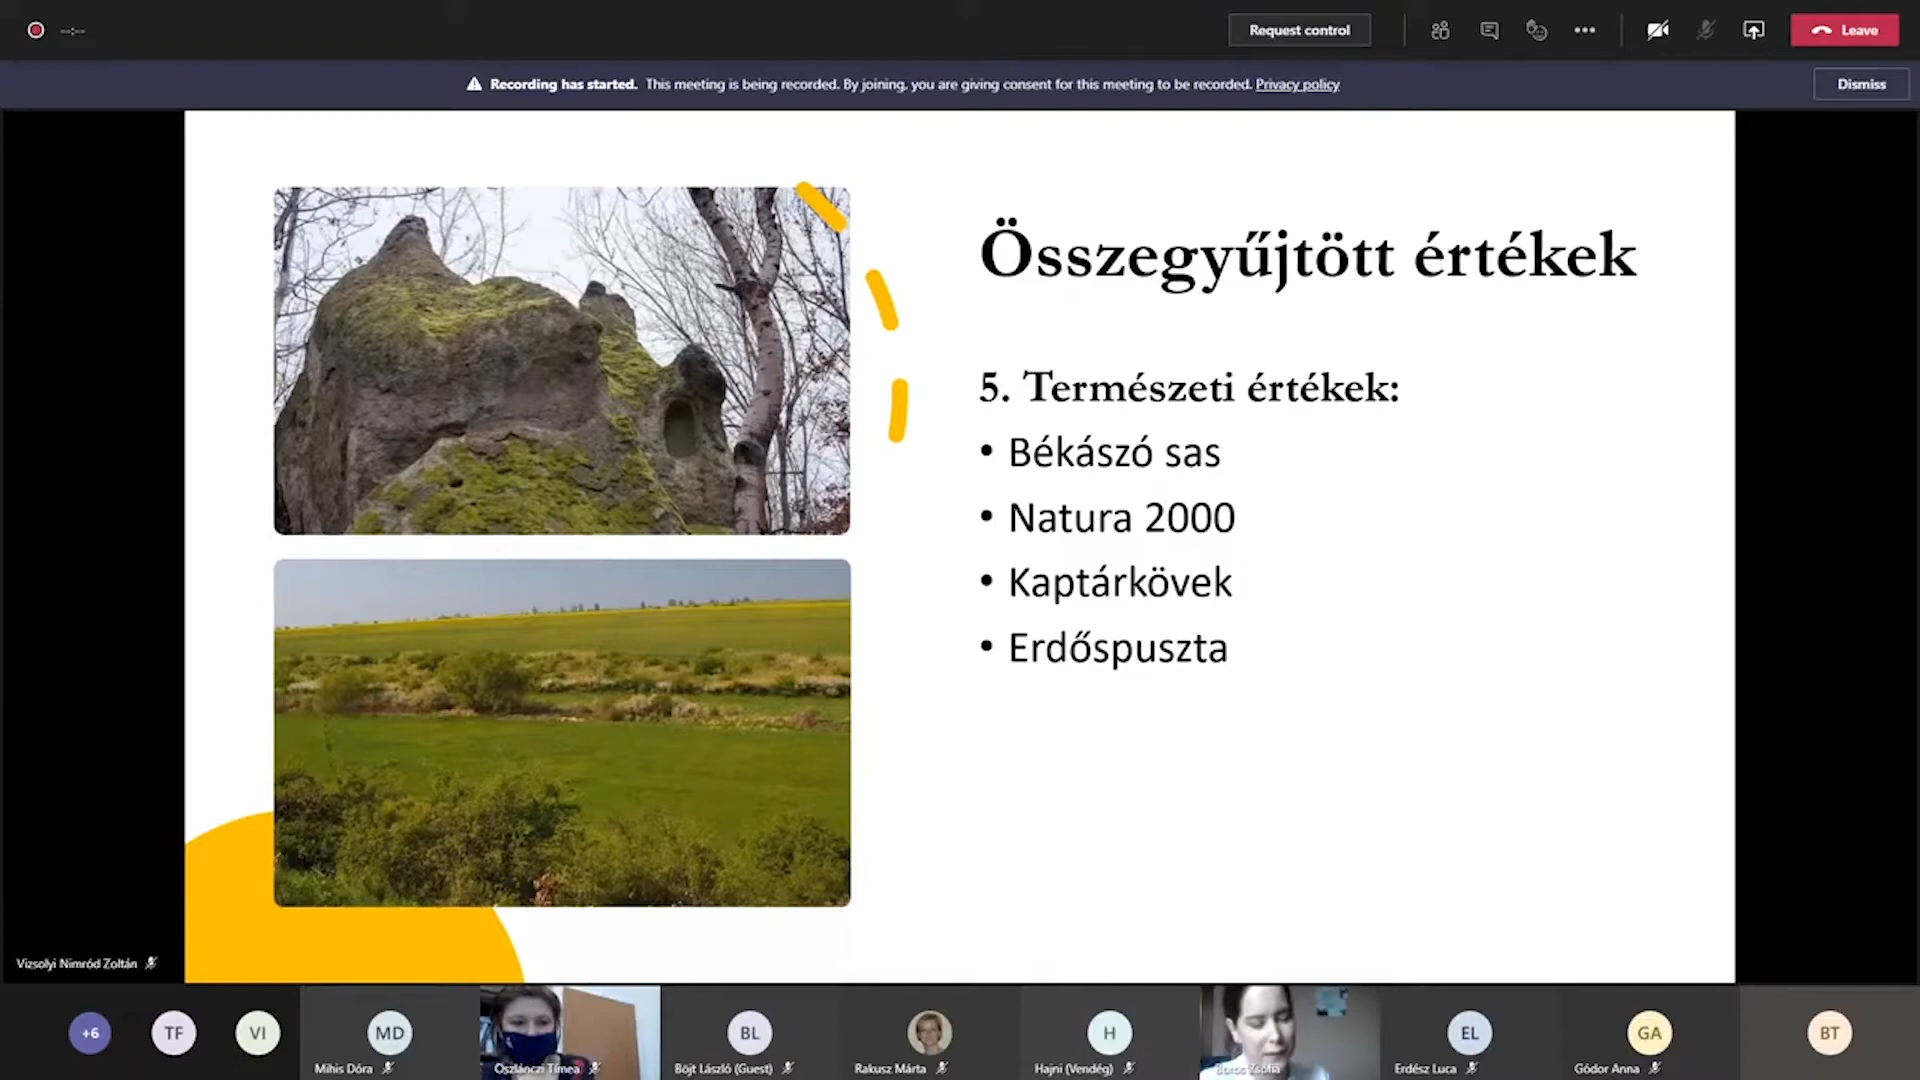 --:--
Request control
Leave
Recording has started. This meeting is being recorded. By joining, you are giving consent for this meeting to be recorded. Privacy policy
Dismiss
Összegyűjtött értékek
5. Természeti értékek:
• Békászó sas
• Natura 2000
• Kaptárkövek
• Erdőspuszta
Vizsolyi Nimród Zoltán
+6
TF
VI
MD
BL
H
EL
GA
BT
Mihis Dóra
Oszlánczi Tímea
Böjt László (Guest)
Rakusz Márta
Hajni (Vendég)
Boros Zsófia
Erdész Luca
Gódor Anna